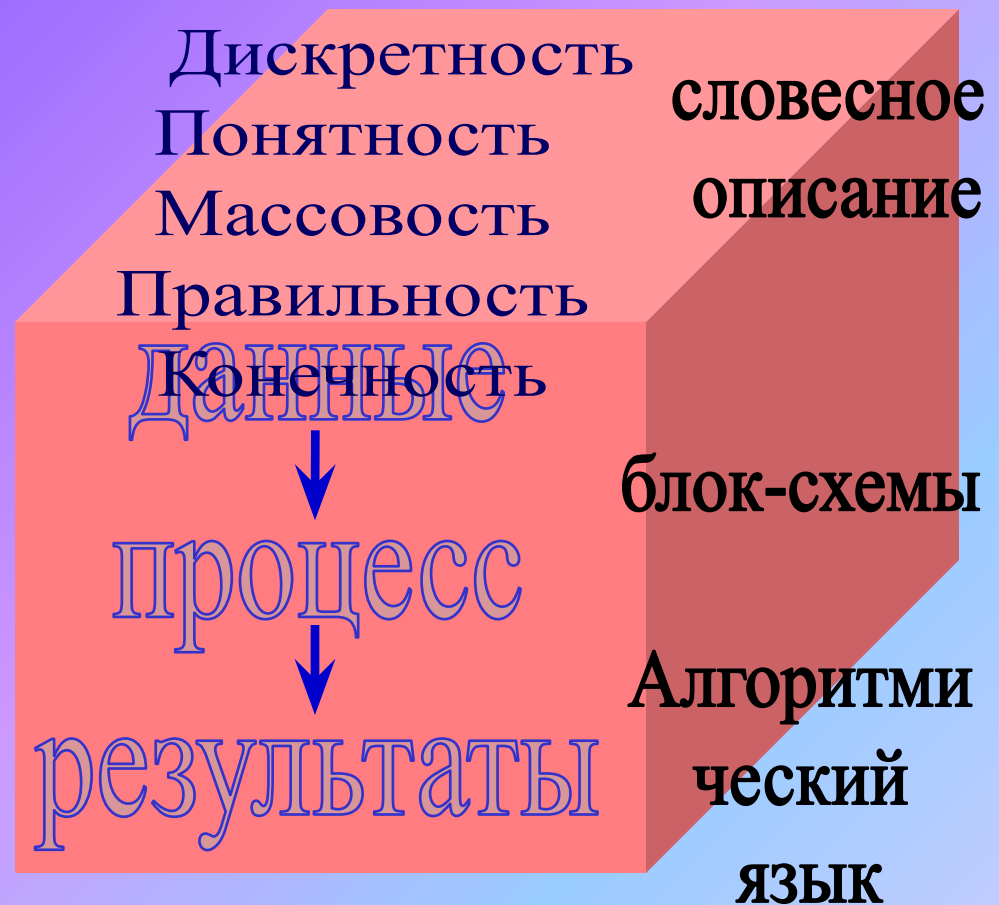 Дискретность
Понятность
Массовость
Правильность
Конечность
данные
процесс
результаты
словесное
описание
блок-схемы
Алгоритми
ческий
язык